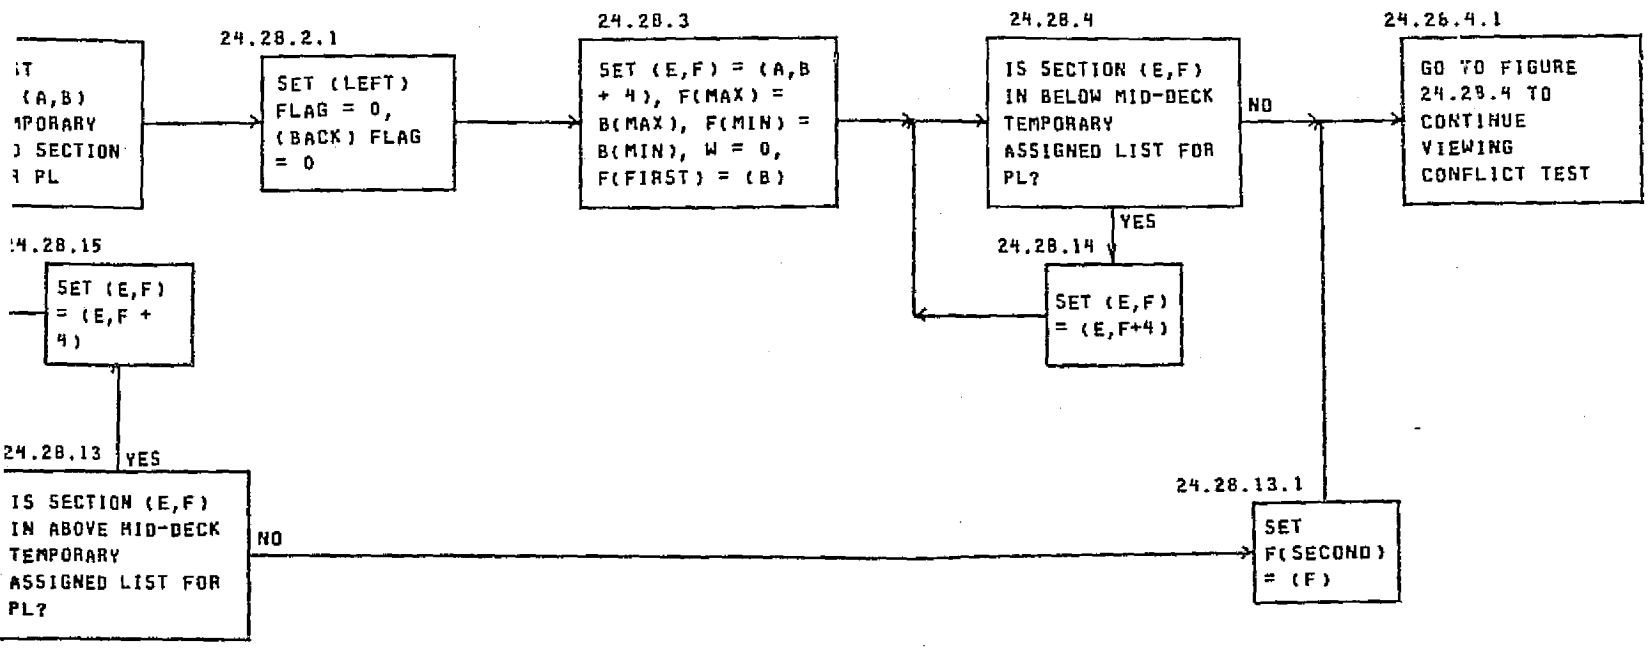 24.28.2.1
24.28.3
24.28.4
24.28.4.1
(A,B)
SECTION
PL
SET (LEFT)
FLAG = 0,
(BACK) FLAG
= 0
SET (E,F) = (A,B
+ 4), F(MAX) =
B(MAX), F(MIN) =
B(MIN), W = 0,
F(FIRST) = (B)
IS SECTION (E,F)
IN BELOW MID-DECK
TEMPORARY
ASSIGNED LIST FOR
PL?
NO
GO TO FIGURE
24.28.4 TO
CONTINUE
VIEWING
CONFLICT TEST
YES
24.28.14
SET (E,F)
= (E,F+4)
24.28.15
SET (E,F)
= (E,F +
4)
24.28.13
YES
IS SECTION (E,F)
IN ABOVE MID-DECK
TEMPORARY
ASSIGNED LIST FOR
PL?
NO
24.28.13.1
SET
F(SECOND)
= (F)